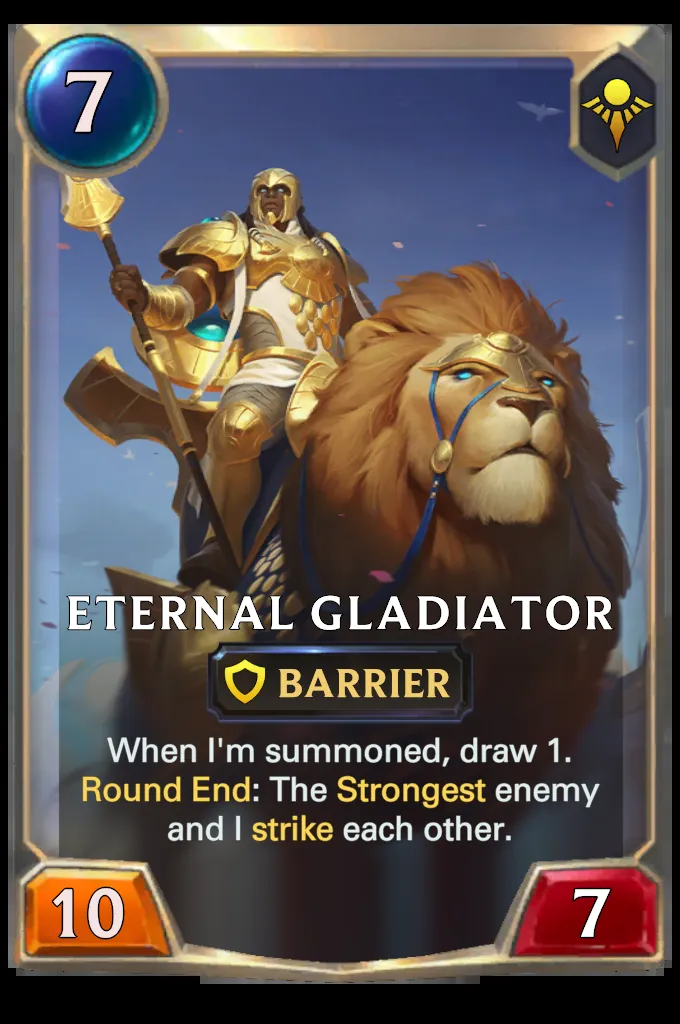 7
ETERNAL GLADIATOR
BARRIER
When I'm summoned, draw 1.
Round End: The Strongest enemy
and I strike each other.
10
7